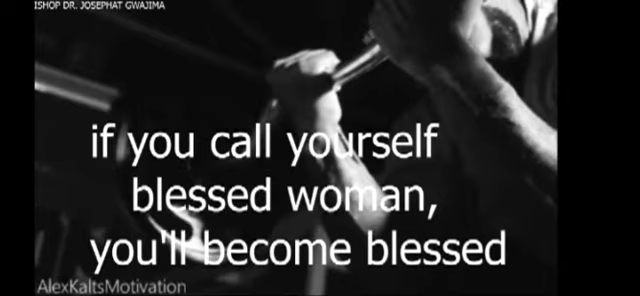 ISHOP DR. JOSEPHAT GWAJIMA
if you call yourself
blessed woman,
you'll become blessed
AlexKaltsMotivation